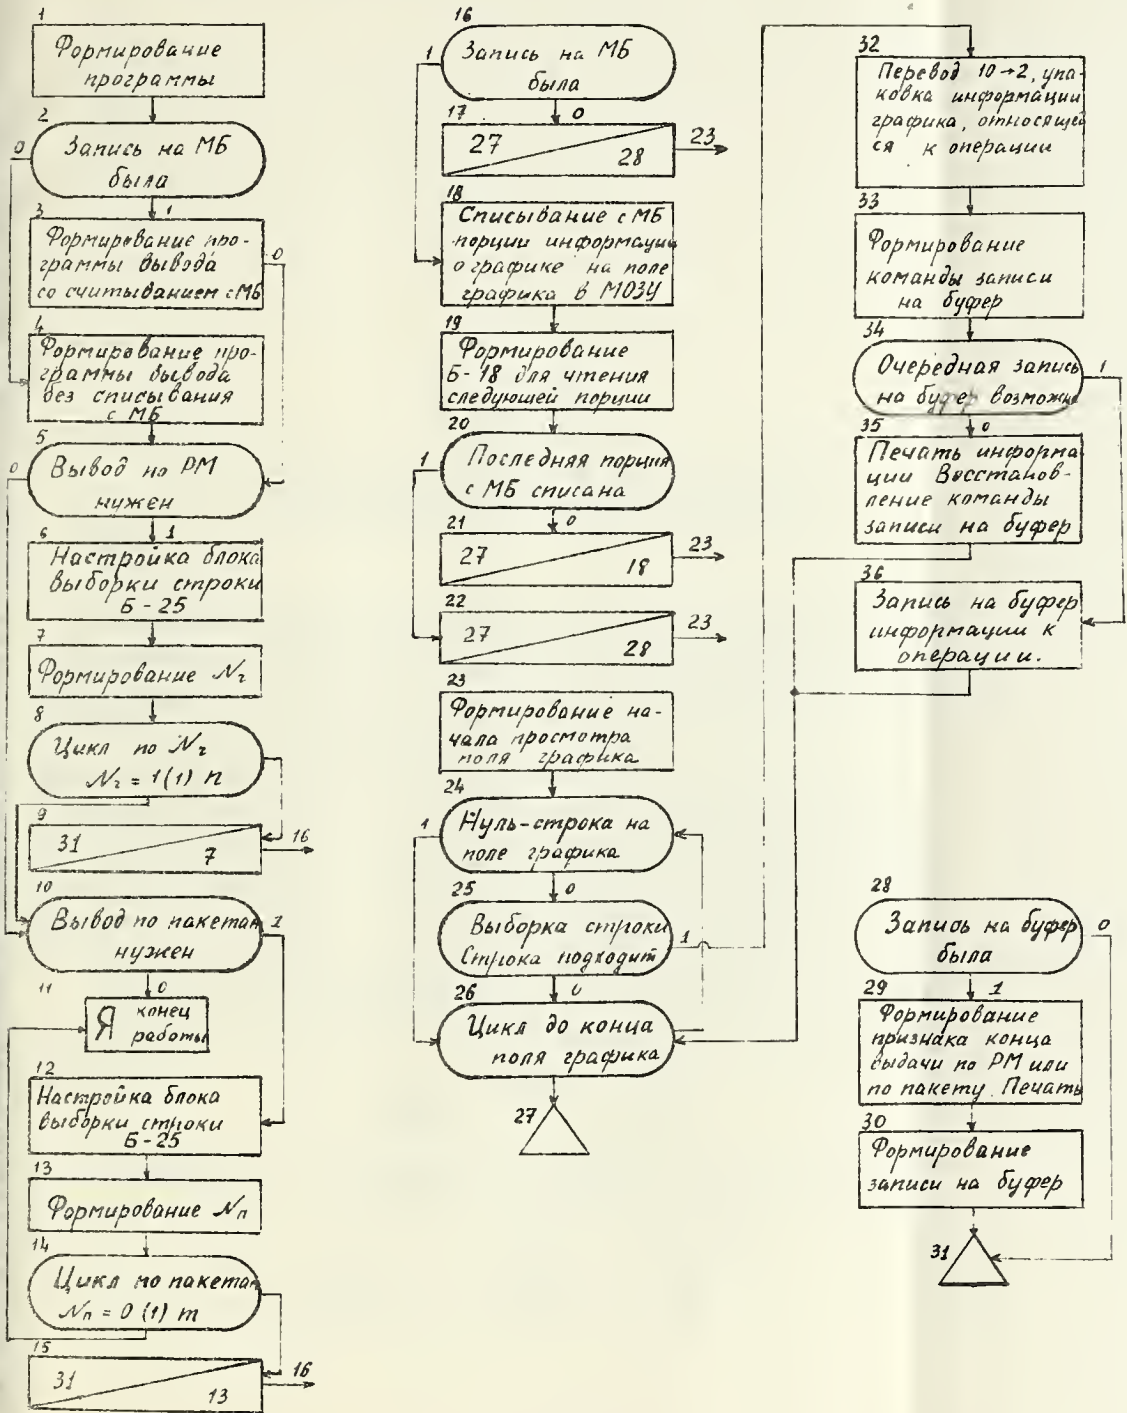 1
Формирование
программы
2
0
Запись на МБ
была
3
1
Формирование про-
граммы вывода
со считыванием с МБ
0
4
Формирование про-
граммы вывода
без списывания
с МБ
5
0
Вывод на РМ
нужен
6
1
Настройка блока
выборки строки
Б-25
7
Формирование N₂
8
Цикл по N₂
N₂ = 1(1) n
9
31
7
16
10
Вывод по пакетам
нужен
1
11
0
Я конец
работы
12
Настройка блока
выборки строки
Б-25
13
Формирование Nп
14
Цикл по пакетам
Nп = 0 (1) m
15
31
13
16
16
1
Запись на МБ
была
17
0
27
28
23
18
Списывание с МБ
порции информации
о графике на поле
графика в МОЗУ
19
Формирование
Б-18 для чтения
следующей порции
20
1
Последняя порция
с МБ списана
21
0
27
18
23
22
27
28
23
23
Формирование на-
чала просмотра
поля графика
24
1
Нуль-строка на
поле графика
25
0
Выборка строки
Строка подходит
1
26
0
Цикл до конца
поля графика
27
32
Перевод 10→2, упа-
ковка информации
графика, относящей
ся к операции
33
Формирование
команды записи
на буфер
34
Очередная запись
на буфер возможна
1
35
0
Печать информа
ции Восстанов-
ление команды
записи на буфер
36
Запись на буфер
информации к
операции.
28
Запись на буфер
была
0
29
1
Формирование
признака конца
выдачи по РМ или
по пакету. Печать
30
Формирование
записи на буфер
31